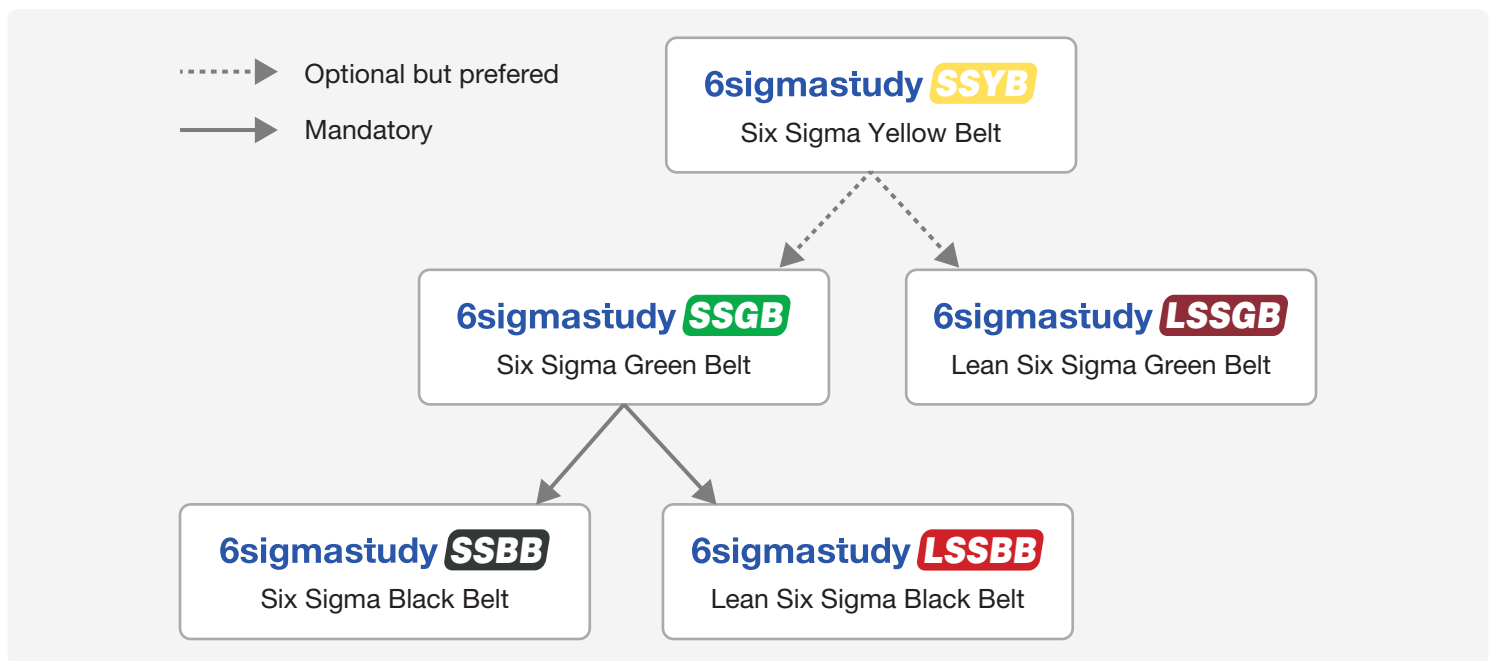 Optional but prefered
Mandatory
6sigmastudy SSYB
Six Sigma Yellow Belt
6sigmastudy SSGB
Six Sigma Green Belt
6sigmastudy LSSGB
Lean Six Sigma Green Belt
6sigmastudy SSBB
Six Sigma Black Belt
6sigmastudy LSSBB
Lean Six Sigma Black Belt